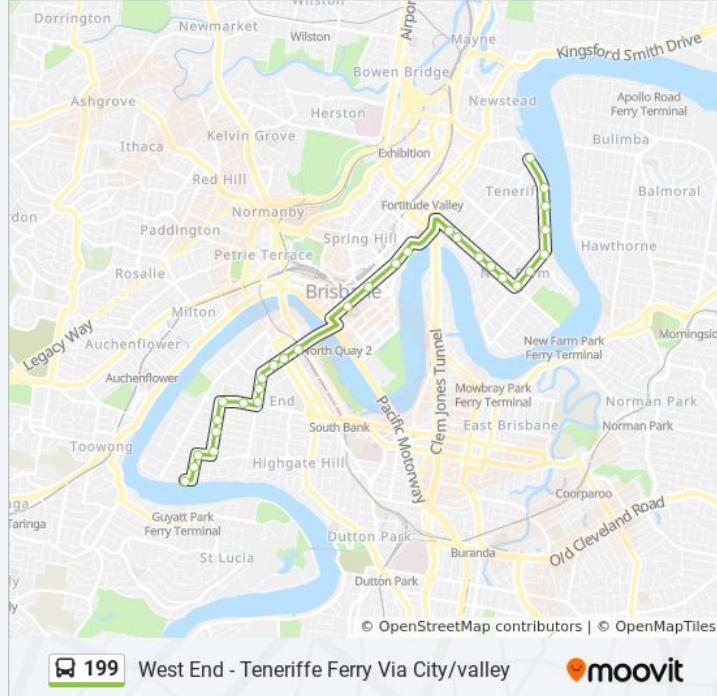 Dorrington
Newmarket
Wilston
Wilston
Airpor
Mayne
Kingsford Smith Drive
Bowen Bridge
Ashgrove
Newstead
Apollo Road
Ferry Terminal
Herston
Bulimba
Kelvin Grove
Ithaca
Exhibition
Red Hill
Teneriff
Balmoral
rdon
Normanby
Fortitude Valley
Paddington
Spring Hill
Hawthorne
Petrie Terrace
Rosalie
Brisbane
Milton
Legacy Way
Auchenflower
North Quay 2
New Farm Park
Ferry Terminal
Morningsid
Auchenflower
Clem Jones Tunnel
Mowbray Park
Ferry Terminal
End
Norman Park
Pacific Motorway
South Bank
East Brisbane
Norman Park
Toowong
Highgate Hill
Coorparoo
Taringa
Guyatt Park
Ferry Terminal
Old Cleveland Road
Dutton Park
Buranda
St Lucia
Dutton Park
© OpenStreetMap contributors | © OpenMapTiles
199 West End - Teneriffe Ferry Via City/valley
moovit